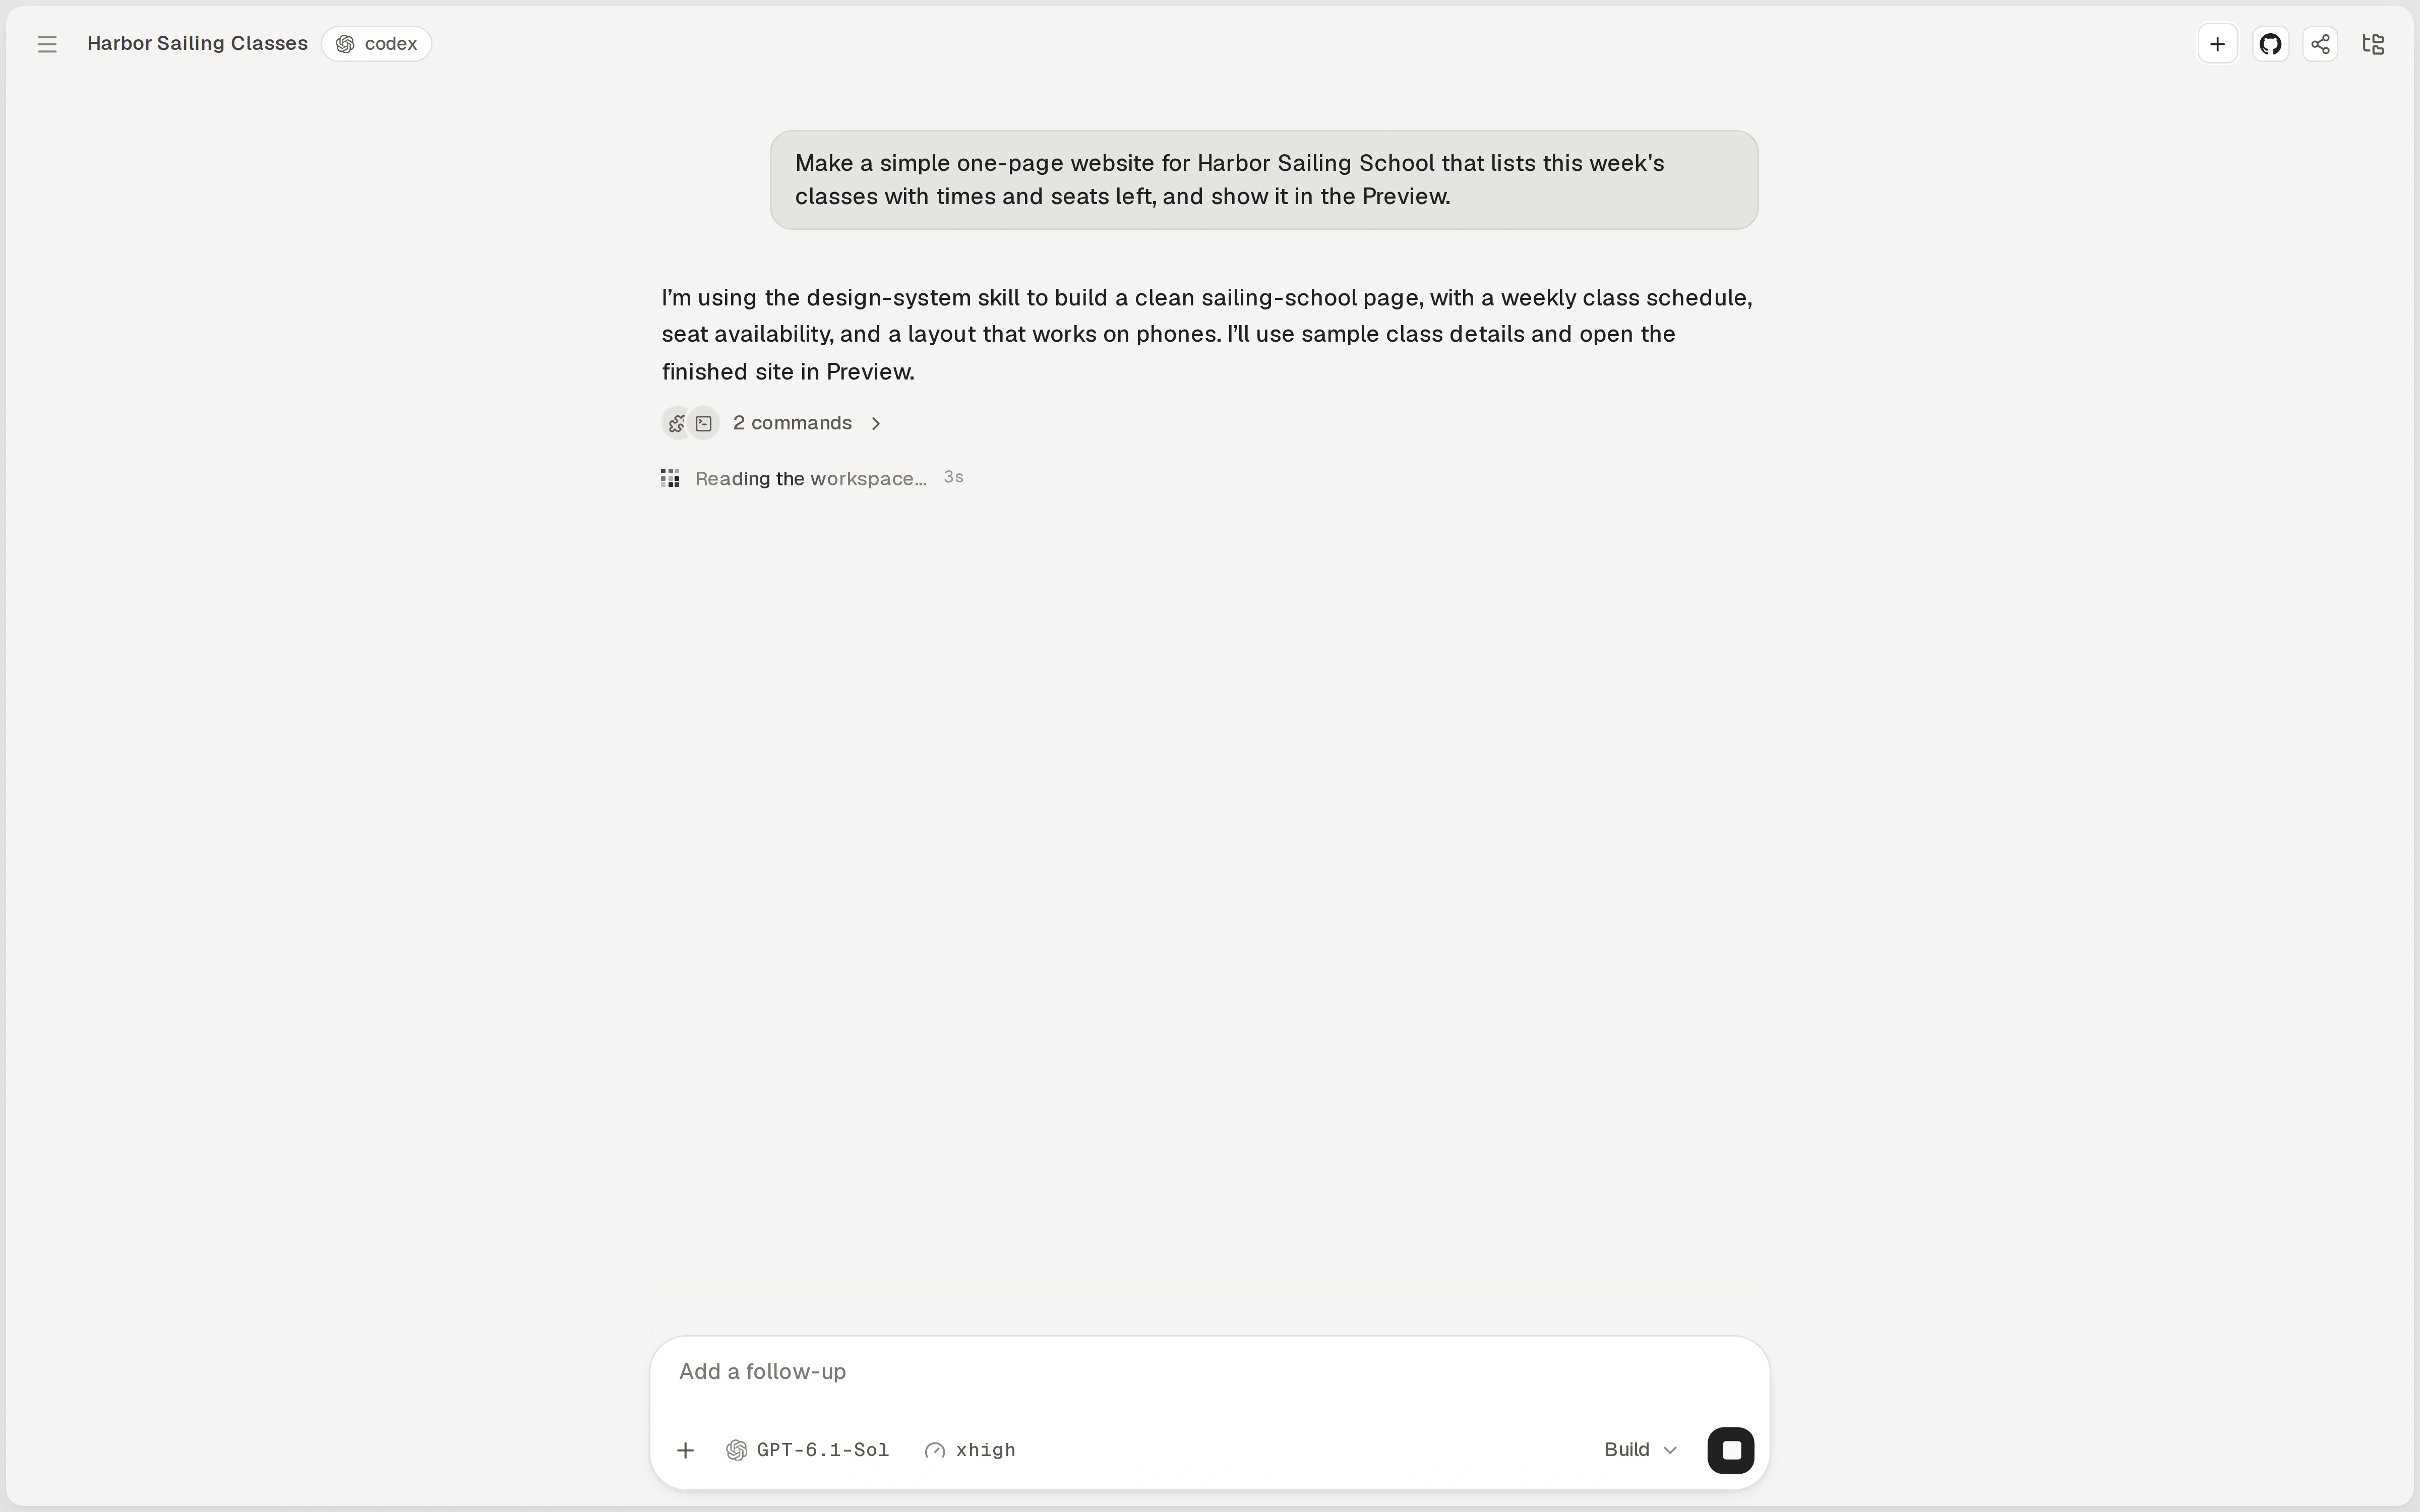 Harbor Sailing Classes
codex
Make a simple one-page website for Harbor Sailing School that lists this week's
classes with times and seats left, and show it in the Preview.
I’m using the design-system skill to build a clean sailing-school page, with a weekly class schedule,
seat availability, and a layout that works on phones. I’ll use sample class details and open the
finished site in Preview.
2 commands
Reading the workspace… 3s
Add a follow-up
GPT-6.1-Sol
xhigh
Build